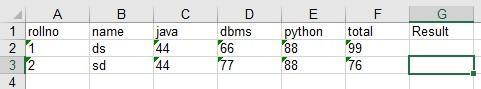 A B C D E F G
1 rollno name java dbms python total Result
2 1 ds 44 66 88 99
3 2 sd 44 77 88 76
4